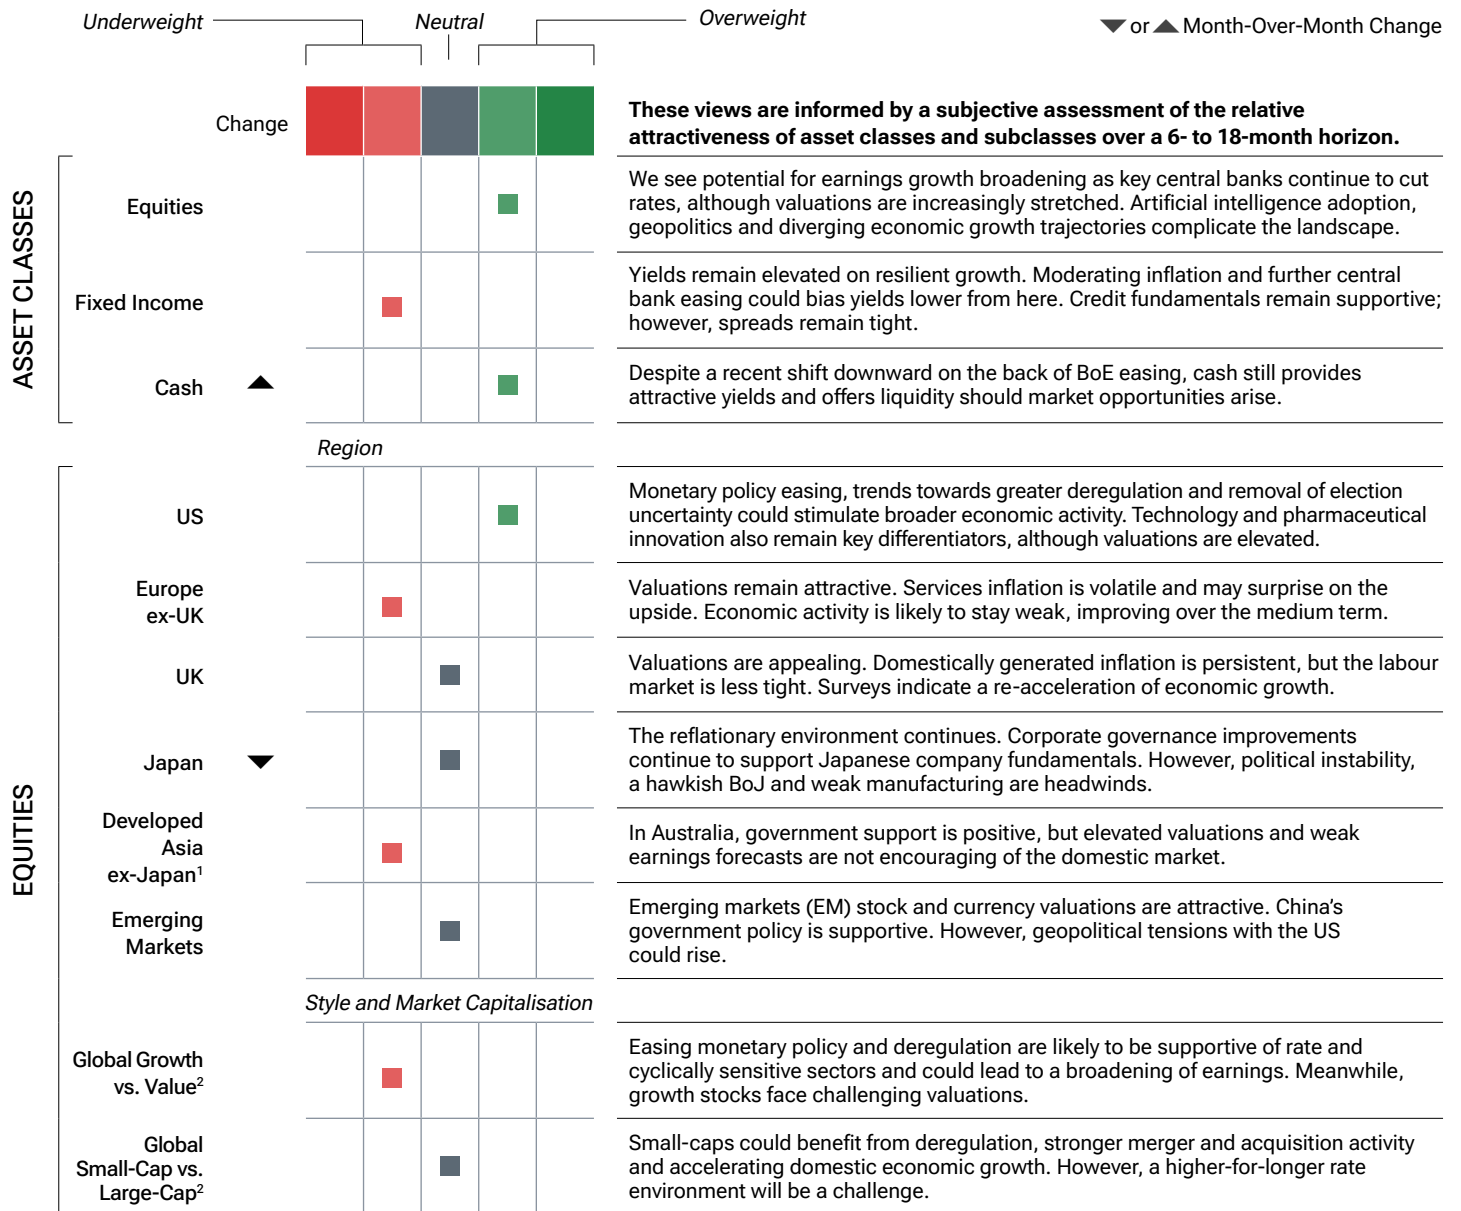 Underweight
Neutral
Overweight
▼ or ▲ Month-Over-Month Change
Change
These views are informed by a subjective assessment of the relative
attractiveness of asset classes and subclasses over a 6- to 18-month horizon.
ASSET CLASSES
Equities
We see potential for earnings growth broadening as key central banks continue to cut
rates, although valuations are increasingly stretched. Artificial intelligence adoption,
geopolitics and diverging economic growth trajectories complicate the landscape.
Fixed Income
Yields remain elevated on resilient growth. Moderating inflation and further central
bank easing could bias yields lower from here. Credit fundamentals remain supportive;
however, spreads remain tight.
Cash ▲
Despite a recent shift downward on the back of BoE easing, cash still provides
attractive yields and offers liquidity should market opportunities arise.
Region
EQUITIES
US
Monetary policy easing, trends towards greater deregulation and removal of election
uncertainty could stimulate broader economic activity. Technology and pharmaceutical
innovation also remain key differentiators, although valuations are elevated.
Europe
ex-UK
Valuations remain attractive. Services inflation is volatile and may surprise on the
upside. Economic activity is likely to stay weak, improving over the medium term.
UK
Valuations are appealing. Domestically generated inflation is persistent, but the labour
market is less tight. Surveys indicate a re-acceleration of economic growth.
Japan ▼
The reflationary environment continues. Corporate governance improvements
continue to support Japanese company fundamentals. However, political instability,
a hawkish BoJ and weak manufacturing are headwinds.
Developed
Asia
ex-Japan¹
In Australia, government support is positive, but elevated valuations and weak
earnings forecasts are not encouraging of the domestic market.
Emerging
Markets
Emerging markets (EM) stock and currency valuations are attractive. China’s
government policy is supportive. However, geopolitical tensions with the US
could rise.
Style and Market Capitalisation
Global Growth
vs. Value²
Easing monetary policy and deregulation are likely to be supportive of rate and
cyclically sensitive sectors and could lead to a broadening of earnings. Meanwhile,
growth stocks face challenging valuations.
Global
Small-Cap vs.
Large-Cap²
Small-caps could benefit from deregulation, stronger merger and acquisition activity
and accelerating domestic economic growth. However, a higher-for-longer rate
environment will be a challenge.